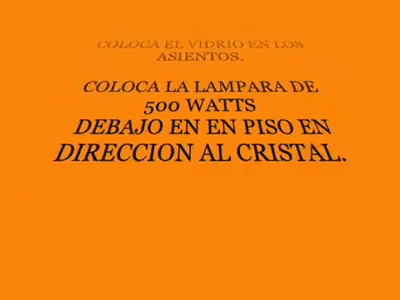 COLOCA EL VIDRIO EN LOS
ASIENTOS.
COLOCA LA LAMPARA DE
500 WATTS
DEBAJO EN EN PISO EN
DIRECCION AL CRISTAL.